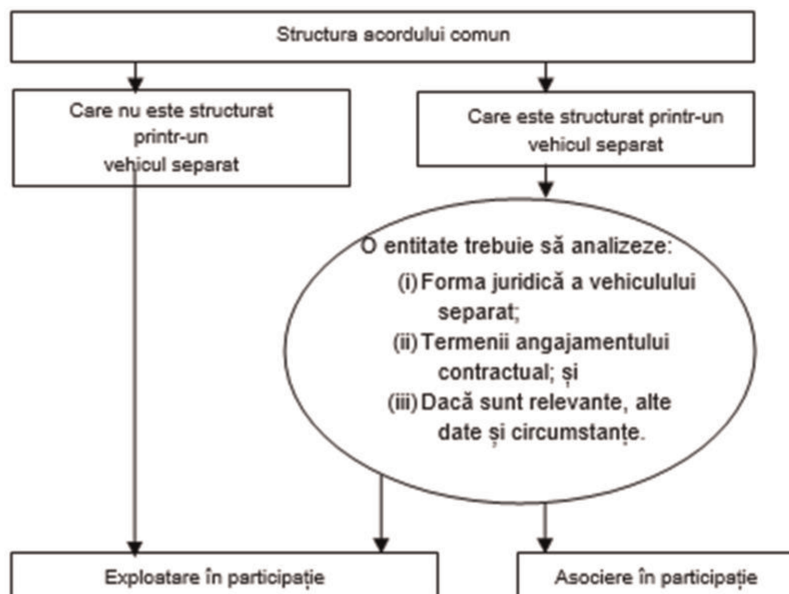 Structura acordului comun
Care nu este structurat
printr-un
vehicul separat
Care este structurat printr-un
vehicul separat
O entitate trebuie să analizeze:
(i) Forma juridică a vehiculului
separat;
(ii) Termenii angajamentului
contractual; și
(iii) Dacă sunt relevante, alte
date și circumstanțe.
Exploatare în participație
Asociere în participație